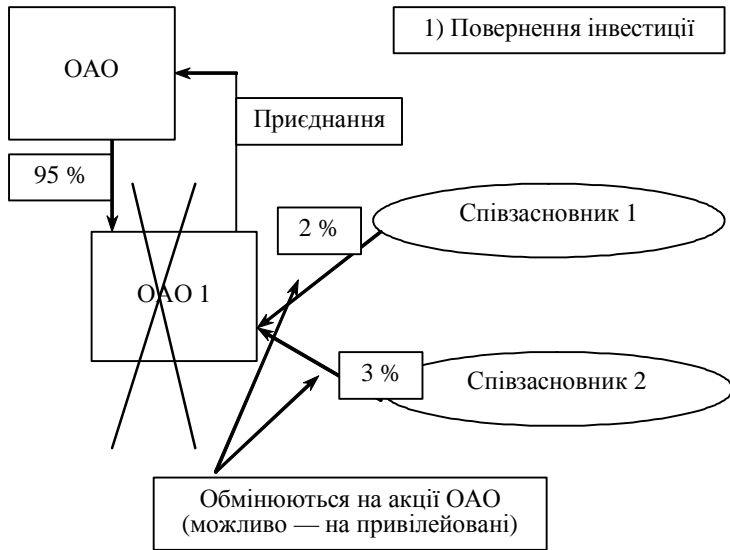 1) Повернення інвестиції
ОАО
Приєднання
95 %
2 %
Співзасновник 1
ОАО 1
3 %
Співзасновник 2
Обмінюються на акції ОАО
(можливо — на привілейовані)